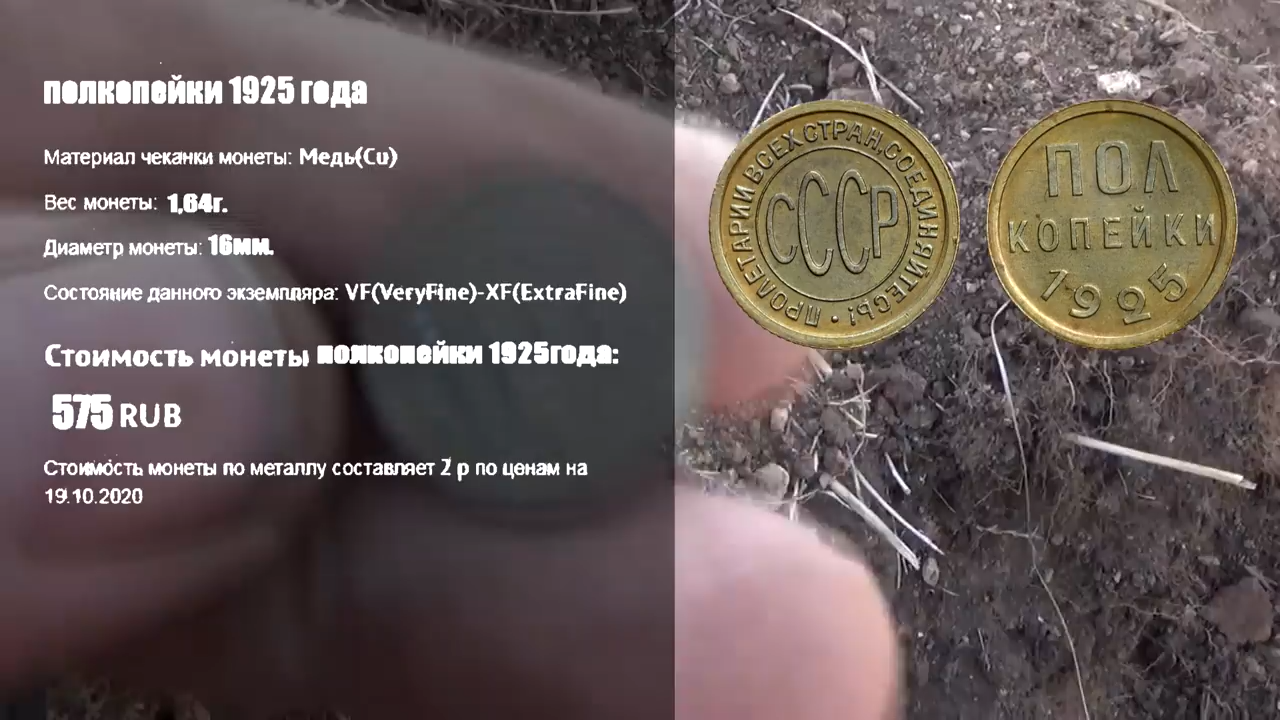 полкопейки 1925 года
Материал чеканки монеты: Медь(Cu)
Вес монеты: 1,64г.
Диаметр монеты: 16мм.
Состояние данного экземпляра: VF(VeryFine)-XF(ExtraFine)
Стоимость монеты полкопейки 1925года:
575 RUB
Стоимость монеты по металлу составляет 2 р по ценам на
19.10.2020
ПРОЛЕТАРИИ ВСЕХ СТРАН, СОЕДИНЯЙТЕСЬ!
СССР
ПОЛ
КОПЕЙКИ
1925